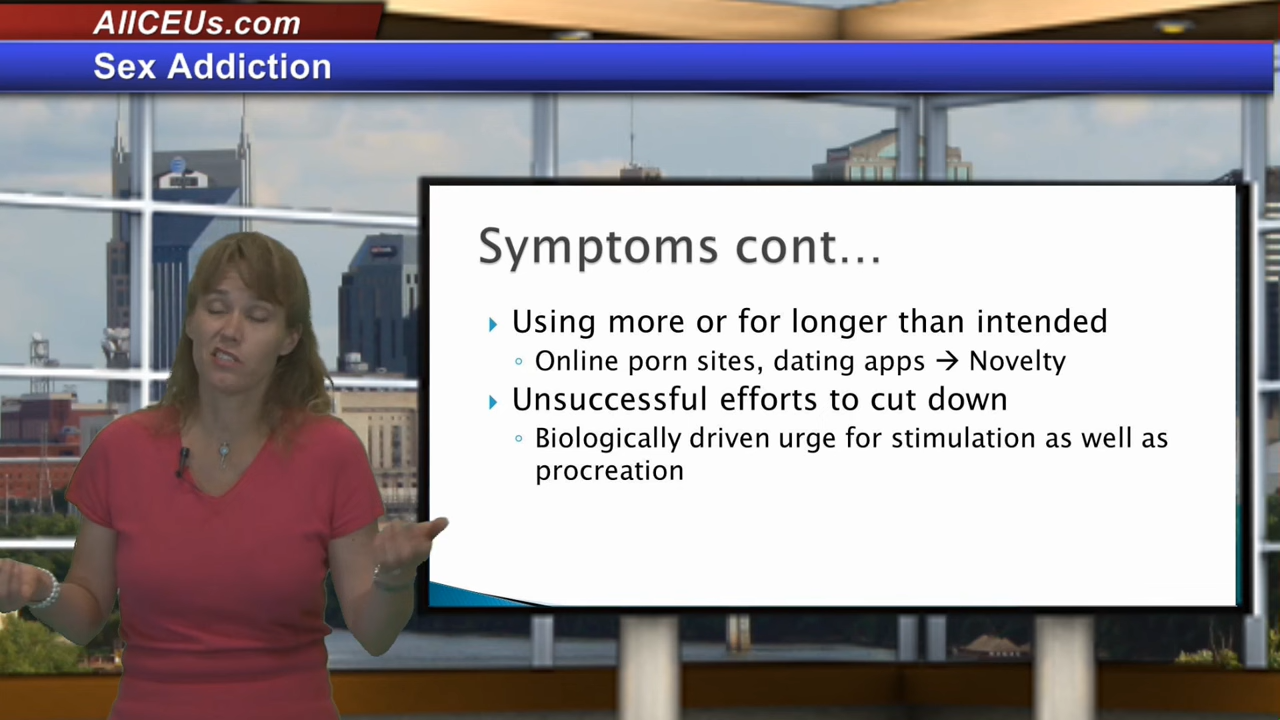 AllCEUs.com
Sex Addiction
Symptoms cont...
Using more or for longer than intended
Online porn sites, dating apps → Novelty
Unsuccessful efforts to cut down
Biologically driven urge for stimulation as well as
procreation